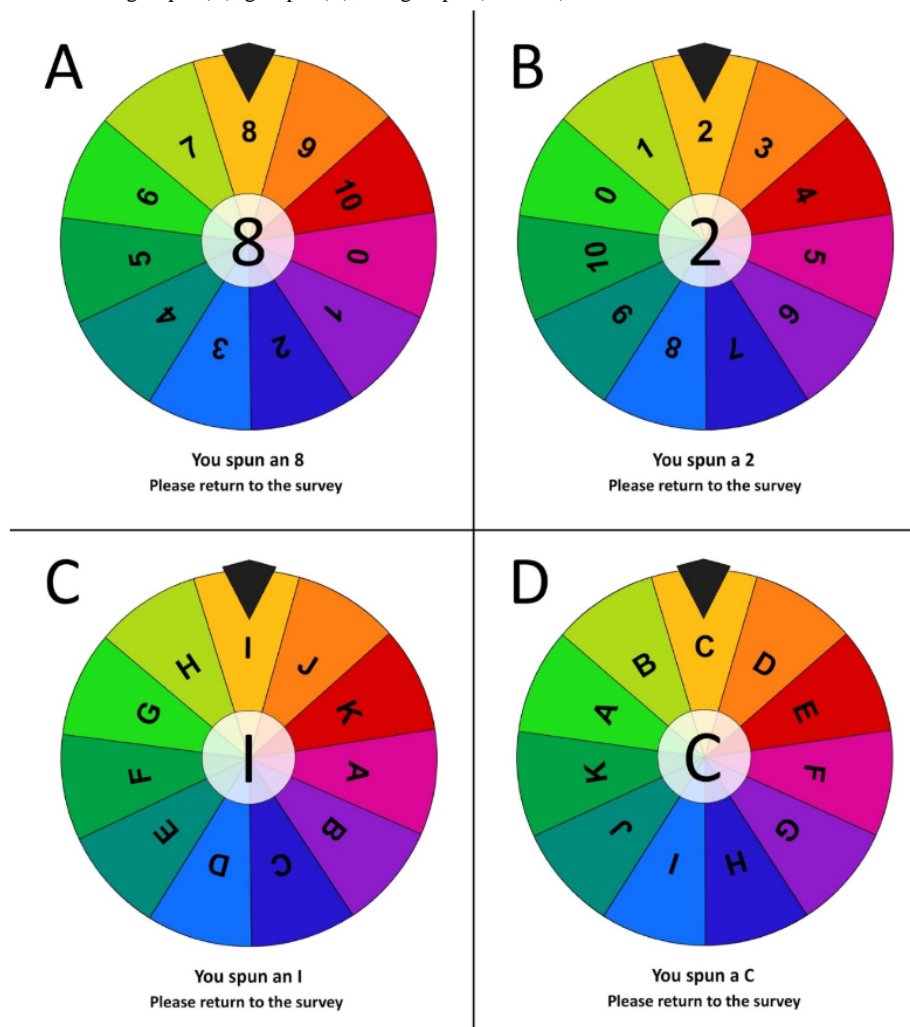 A
8
9
10
0
1
2
3
4
5
6
7
8
You spun an 8
Please return to the survey
B
2
3
4
5
6
7
8
9
10
0
1
2
You spun a 2
Please return to the survey
C
I
J
K
A
B
C
D
E
F
G
H
I
You spun an I
Please return to the survey
D
C
D
E
F
G
H
I
J
K
A
B
C
You spun a C
Please return to the survey